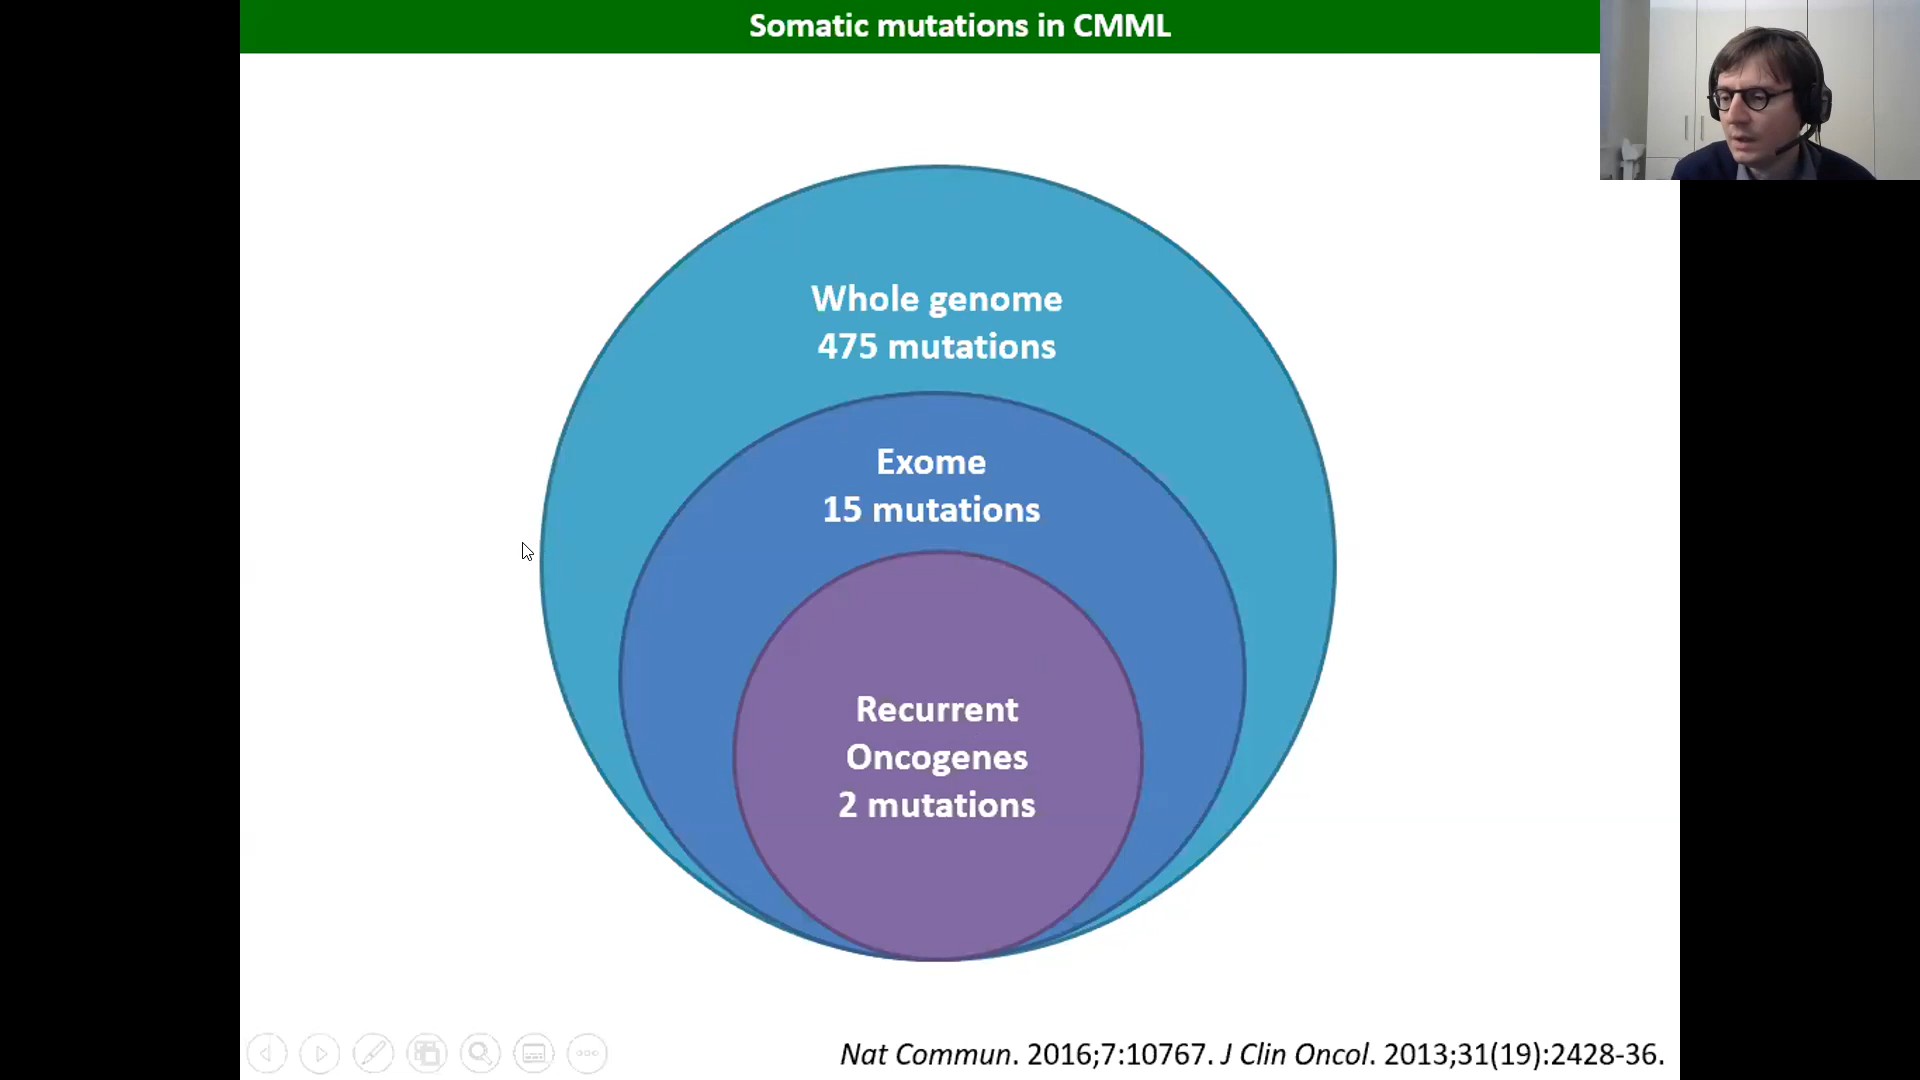 Somatic mutations in CMML
Whole genome
475 mutations
Exome
15 mutations
Recurrent
Oncogenes
2 mutations
Nat Commun. 2016;7:10767. J Clin Oncol. 2013;31(19):2428-36.